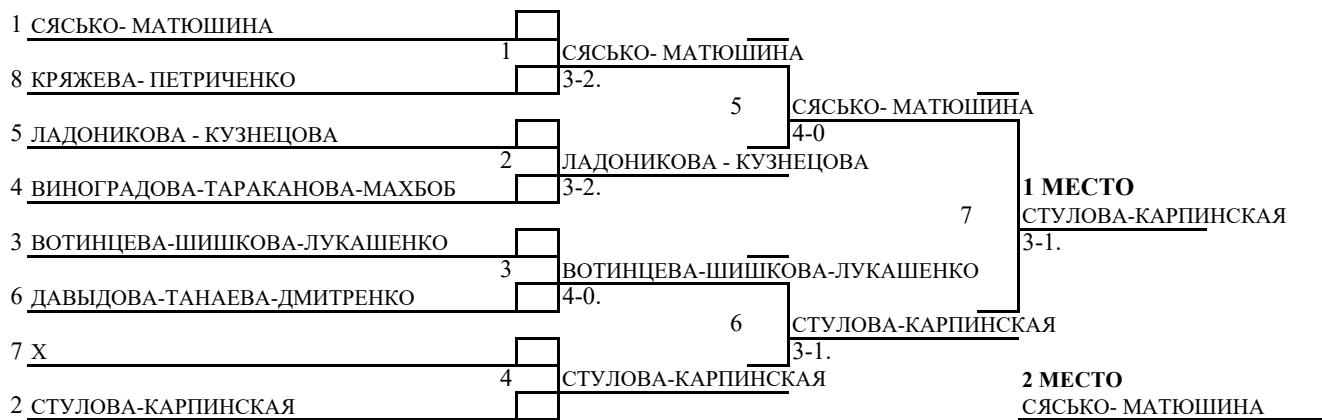 1 СЯСЬКО- МАТЮШИНА
1 СЯСЬКО- МАТЮШИНА
8 КРЯЖЕВА- ПЕТРИЧЕНКО
3-2.
5 СЯСЬКО- МАТЮШИНА
5 ЛАДОНИКОВА - КУЗНЕЦОВА
4-0
2 ЛАДОНИКОВА - КУЗНЕЦОВА
4 ВИНОГРАДОВА-ТАРАКАНОВА-МАХБОБ
3-2.
1 МЕСТО
7 СТУЛОВА-КАРПИНСКАЯ
3 ВОТИНЦЕВА-ШИШКОВА-ЛУКАШЕНКО
3-1.
3 ВОТИНЦЕВА-ШИШКОВА-ЛУКАШЕНКО
6 ДАВЫДОВА-ТАНАЕВА-ДМИТРЕНКО
4-0.
6 СТУЛОВА-КАРПИНСКАЯ
7 Х
3-1.
4 СТУЛОВА-КАРПИНСКАЯ
2 МЕСТО
2 СТУЛОВА-КАРПИНСКАЯ
СЯСЬКО- МАТЮШИНА